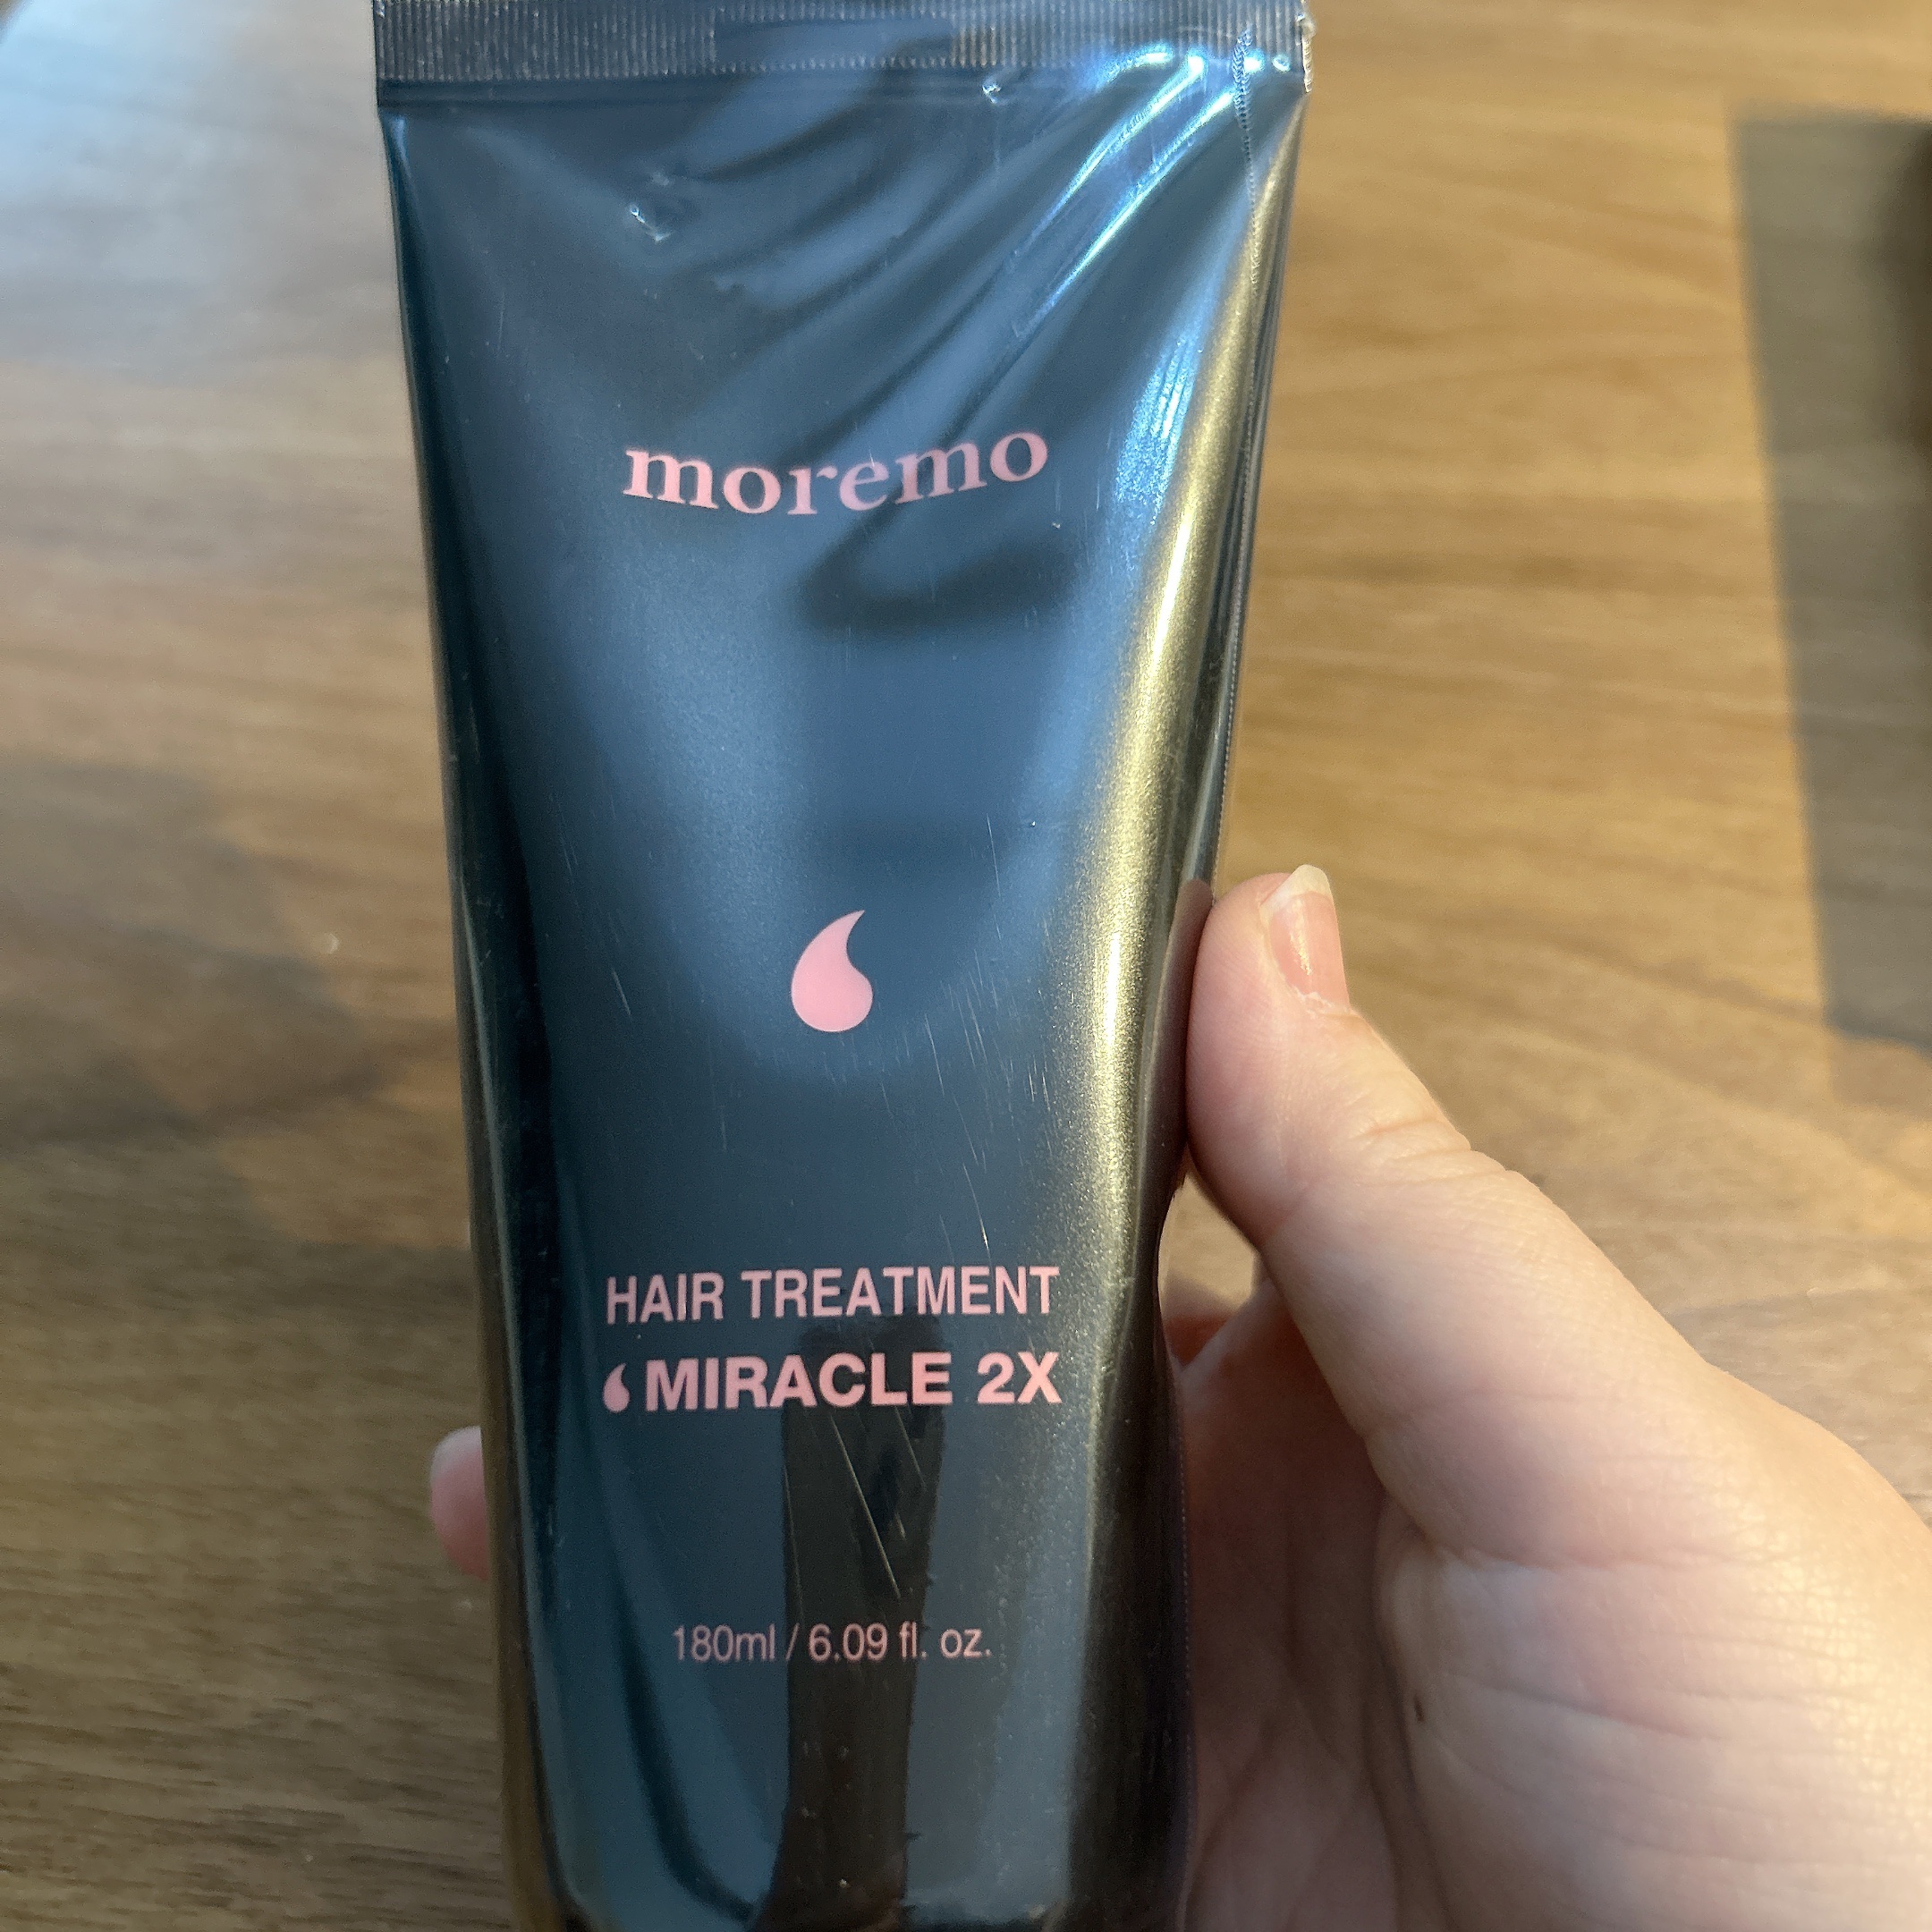 moremo
HAIR TREATMENT
MIRACLE 2X
180ml / 6.09 fl. oz.